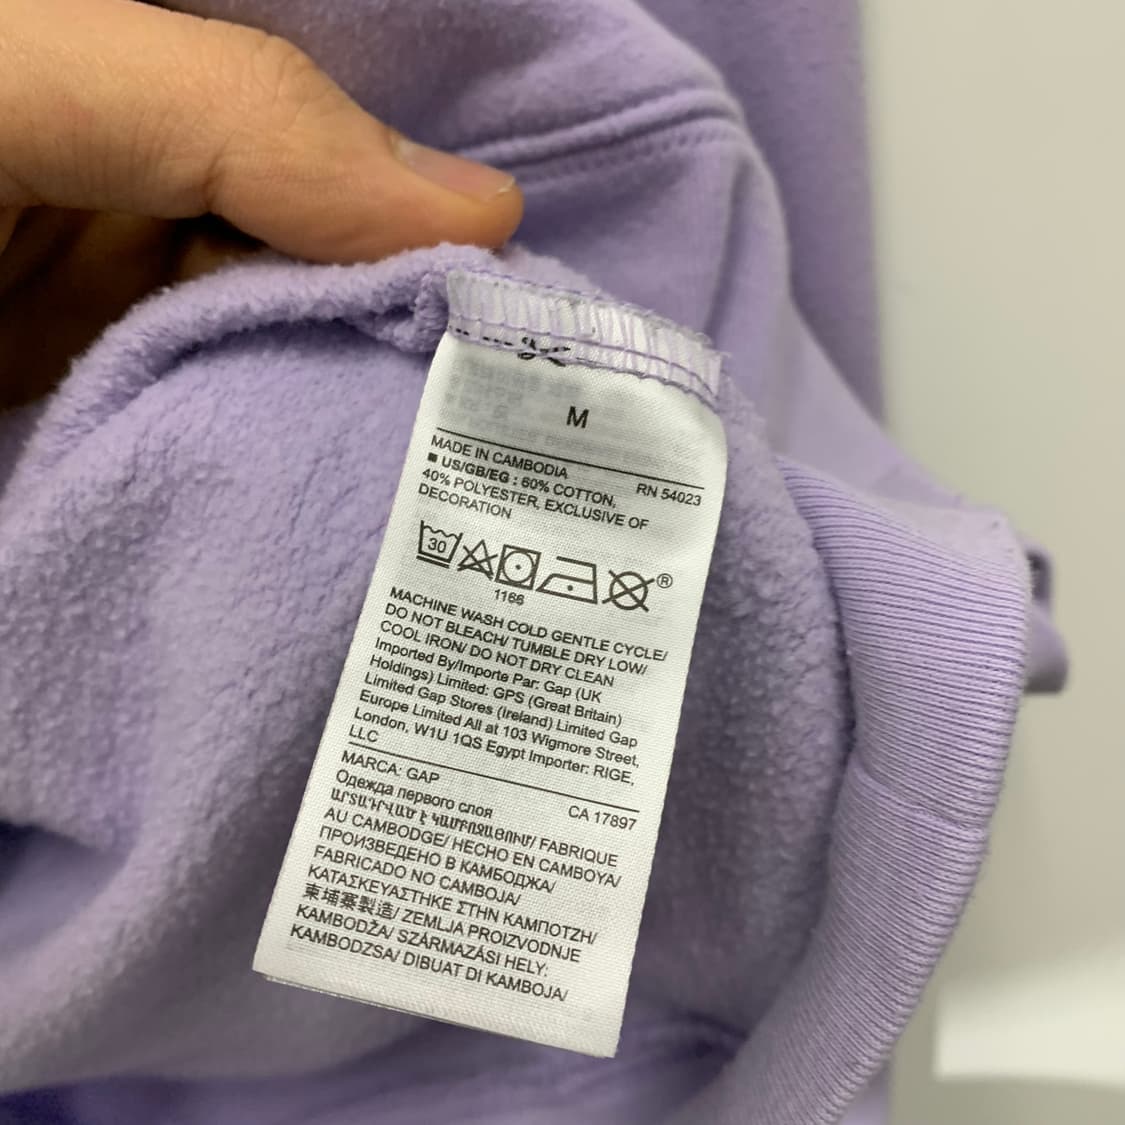 M
MADE IN CAMBODIA
RN 54023
■ US/GB/EG : 60% COTTON,
40% POLYESTER, EXCLUSIVE OF
DECORATION
30
®
1166
MACHINE WASH COLD GENTLE CYCLE/
DO NOT BLEACH/ TUMBLE DRY LOW/
COOL IRON/ DO NOT DRY CLEAN
Imported By/Importe Par: Gap (UK
Holdings) Limited: GPS (Great Britain)
Limited Gap Stores (Ireland) Limited Gap
Europe Limited All at 103 Wigmore Street,
London, W1U 1QS Egypt Importer: RIGE,
LLC
MARCA: GAP
CA 17897
Одежда первого слоя
ԱՐՏԱԴՐՎԱԾ Է ԿԱՄԲՈՋԱՅՈՒՄ/ FABRIQUE
AU CAMBODGE/ HECHO EN CAMBOYA/
ПРОИЗВЕДЕНО В КАМБОДЖА/
FABRICADO NO CAMBOJA/
ΚΑΤΑΣΚΕΥΑΣΤΗΚΕ ΣΤΗΝ ΚΑΜΠΟΤΖΗ/
柬埔寨製造/ ZEMLJA PROIZVODNJE
KAMBODŽA/ SZÁRMAZÁSI HELY:
KAMBODZSA/ DIBUAT DI KAMBOJA/